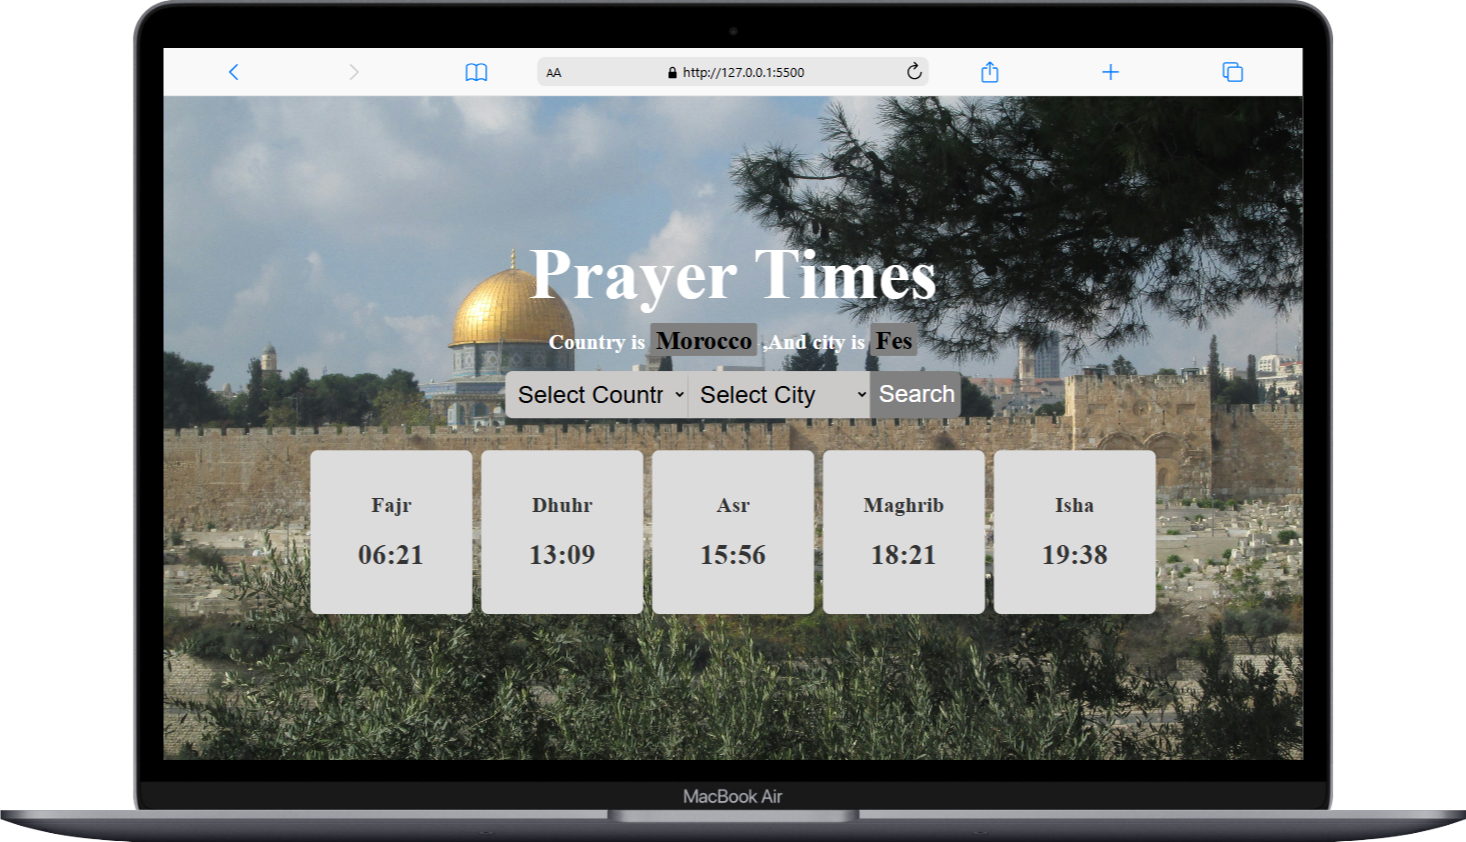 AA http://127.0.0.1:5500
Prayer Times
Country is Morocco ,And city is Fes
Select Countr Select City Search
Fajr Dhuhr Asr Maghrib Isha
06:21 13:09 15:56 18:21 19:38
MacBook Air